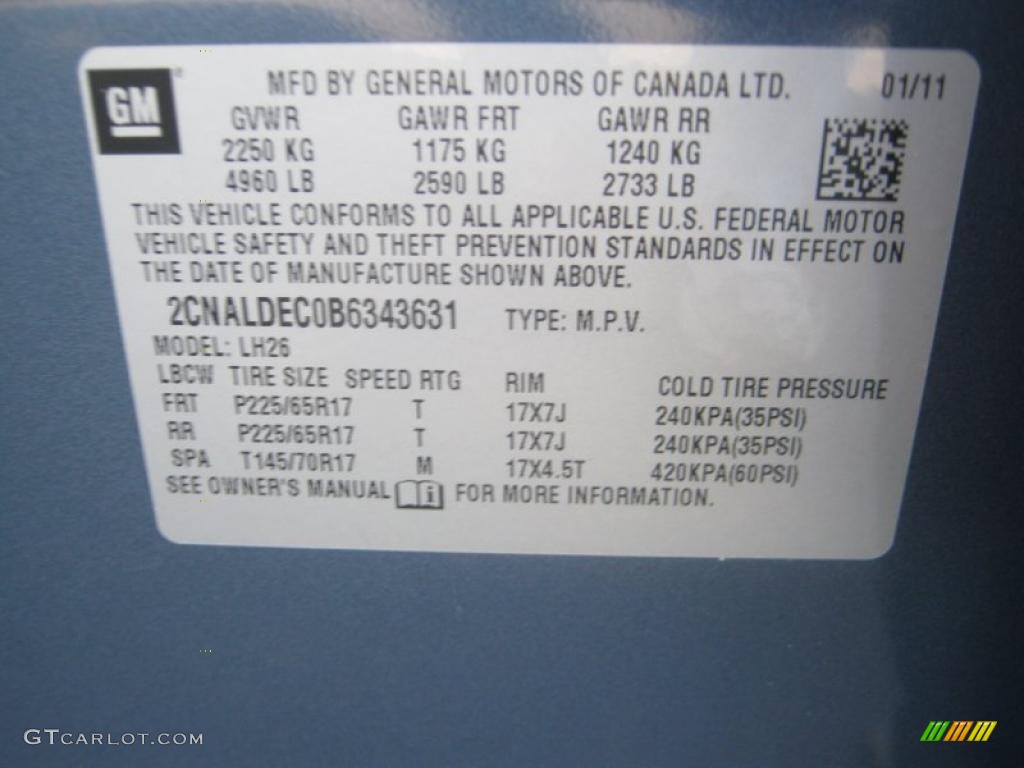 GM
MFD BY GENERAL MOTORS OF CANADA LTD. 01/11
GVWR GAWR FRT GAWR RR
2250 KG 1175 KG 1240 KG
4960 LB 2590 LB 2733 LB
THIS VEHICLE CONFORMS TO ALL APPLICABLE U.S. FEDERAL MOTOR
VEHICLE SAFETY AND THEFT PREVENTION STANDARDS IN EFFECT ON
THE DATE OF MANUFACTURE SHOWN ABOVE.
2CNALDEC0B6343631 TYPE: M.P.V.
MODEL: LH26
LBCW TIRE SIZE SPEED RTG RIM COLD TIRE PRESSURE
FRT P225/65R17 T 17X7J 240KPA(35PSI)
RR P225/65R17 T 17X7J 240KPA(35PSI)
SPA T145/70R17 M 17X4.5T 420KPA(60PSI)
SEE OWNER'S MANUAL i FOR MORE INFORMATION.
GTCARLOT.COM